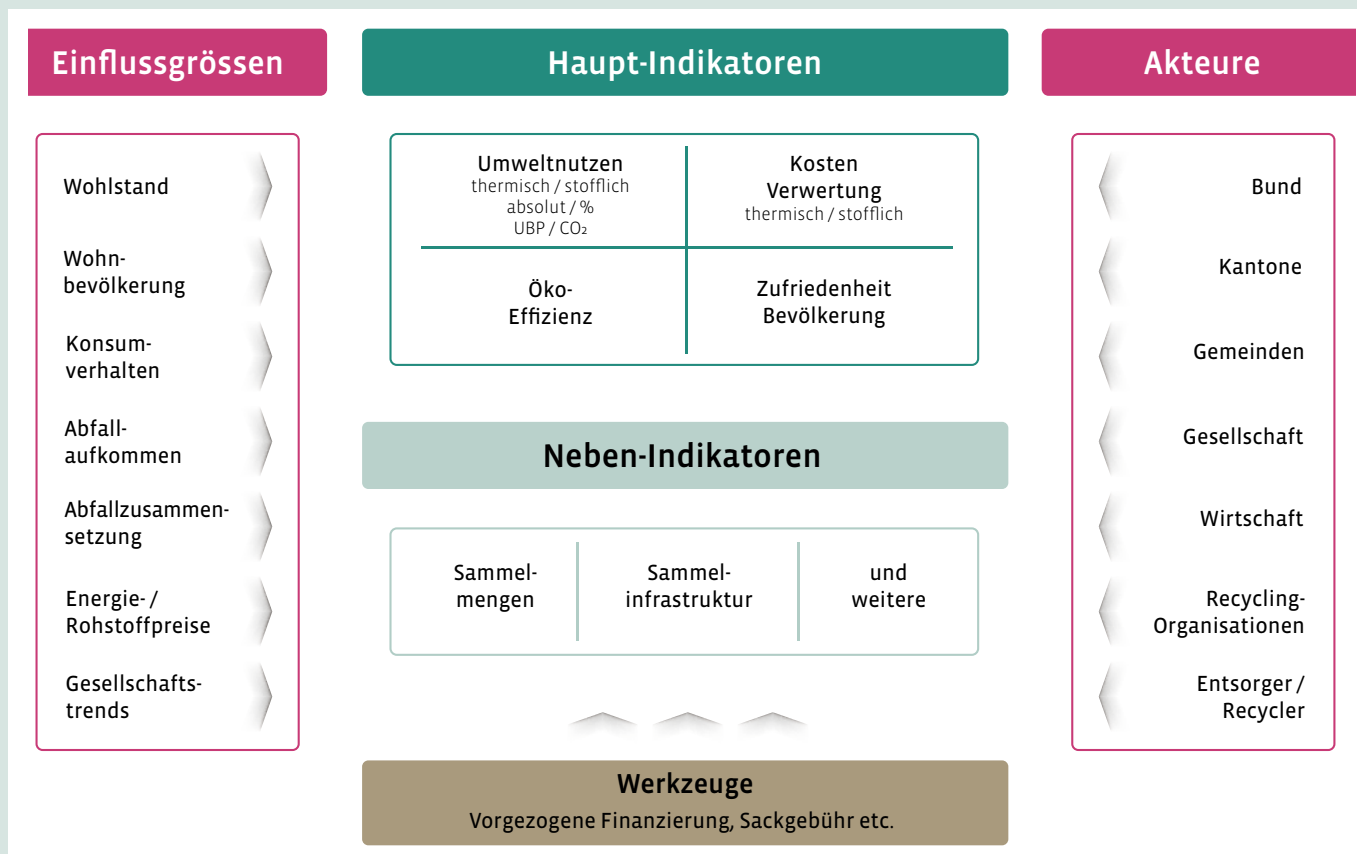 Einflussgrössen
Wohlstand
Wohn-
bevölkerung
Konsum-
verhalten
Abfall-
aufkommen
Abfallzusammen-
setzung
Energie- /
Rohstoffpreise
Gesellschafts-
trends
Haupt-Indikatoren
Umweltnutzen
thermisch / stofflich
absolut / %
UBP / CO₂
Kosten
Verwertung
thermisch / stofflich
Öko-
Effizienz
Zufriedenheit
Bevölkerung
Neben-Indikatoren
Sammel-
mengen
Sammel-
infrastruktur
und
weitere
Werkzeuge
Vorgezogene Finanzierung, Sackgebühr etc.
Akteure
Bund
Kantone
Gemeinden
Gesellschaft
Wirtschaft
Recycling-
Organisationen
Entsorger /
Recycler